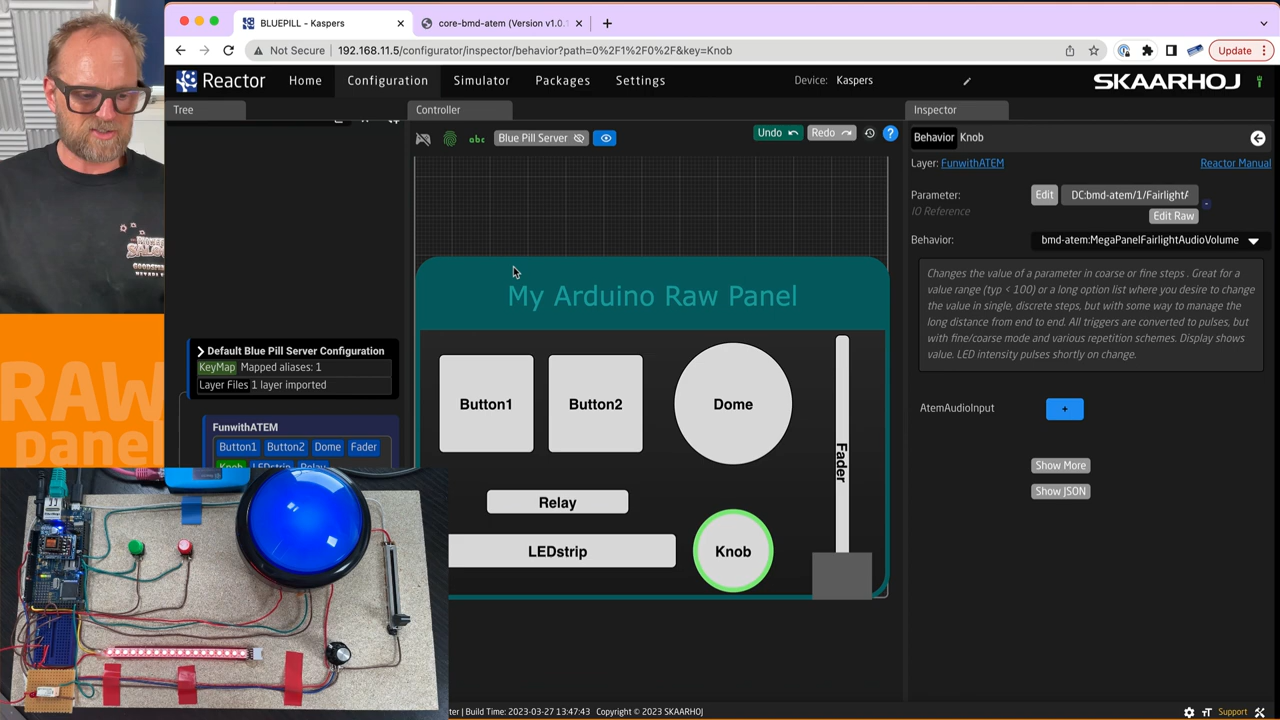 BLUEPILL - Kaspers
core-bmd-atem (Version v1.0.
Not Secure
192.168.11.5/configurator/inspector/behavior?path=0%2F1%2F0%2F&key=Knob
Update
Reactor
Home
Configuration
Simulator
Packages
Settings
Device:
Kaspers
SKAARHOJ
Tree
Controller
Inspector
abc
Blue Pill Server
Undo
Redo
?
Behavior
Knob
Layer: FunwithATEM
Reactor Manual
Parameter:
IO Reference
Edit
DC:bmd-atem/1/Fairlight/
Edit Raw
Behavior:
bmd-atem:MegaPanelFairlightAudioVolume
Changes the value of a parameter in coarse or fine steps . Great for a
value range (typ < 100) or a long option list where you desire to change
the value in single, discrete steps, but with some way to manage the
long distance from end to end. All triggers are converted to pulses, but
with fine/coarse mode and various repetition schemes. Display shows
value. LED intensity pulses shortly on change.
AtemAudioInput
+
Show More
Show JSON
My Arduino Raw Panel
Button1
Button2
Dome
Fader
Relay
LEDstrip
Knob
Default Blue Pill Server Configuration
KeyMap Mapped aliases: 1
Layer Files 1 layer imported
FunwithATEM
Button1
Button2
Dome
Fader
Knob
LEDstrip
Relay
RAW
panel
ter | Build Time: 2023-03-27 13:47:43 Copyright © 2023 SKAARHOJ
Support